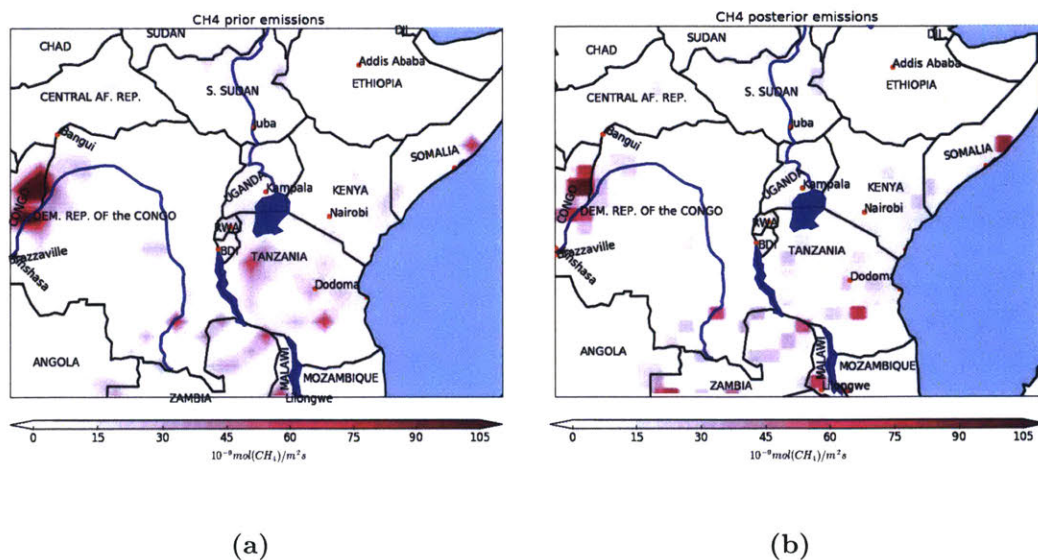 CH4 prior emissions
SUDAN
DJI.
CHAD
Addis Ababa
ETHIOPIA
CENTRAL AF. REP.
S. SUDAN
Juba
Bangui
SOMALIA
UGANDA
Kampala
KENYA
CONGO
DEM. REP. OF the CONGO
Nairobi
RWA.
BDI
TANZANIA
Brazzaville
Kinshasa
Dodoma
ANGOLA
MALAWI
MOZAMBIQUE
ZAMBIA
Lilongwe
0 15 30 45 60 75 90 105
10⁻⁹mol(CH₄)/m²s
(a)
CH4 posterior emissions
SUDAN
DJI.
CHAD
Addis Ababa
ETHIOPIA
CENTRAL AF. REP.
S. SUDAN
Juba
Bangui
SOMALIA
UGANDA
Kampala
KENYA
CONGO
DEM. REP. OF the CONGO
Nairobi
RWA.
BDI
TANZANIA
Brazzaville
Kinshasa
Dodoma
ANGOLA
MALAWI
MOZAMBIQUE
ZAMBIA
Lilongwe
0 15 30 45 60 75 90 105
10⁻⁹mol(CH₄)/m²s
(b)